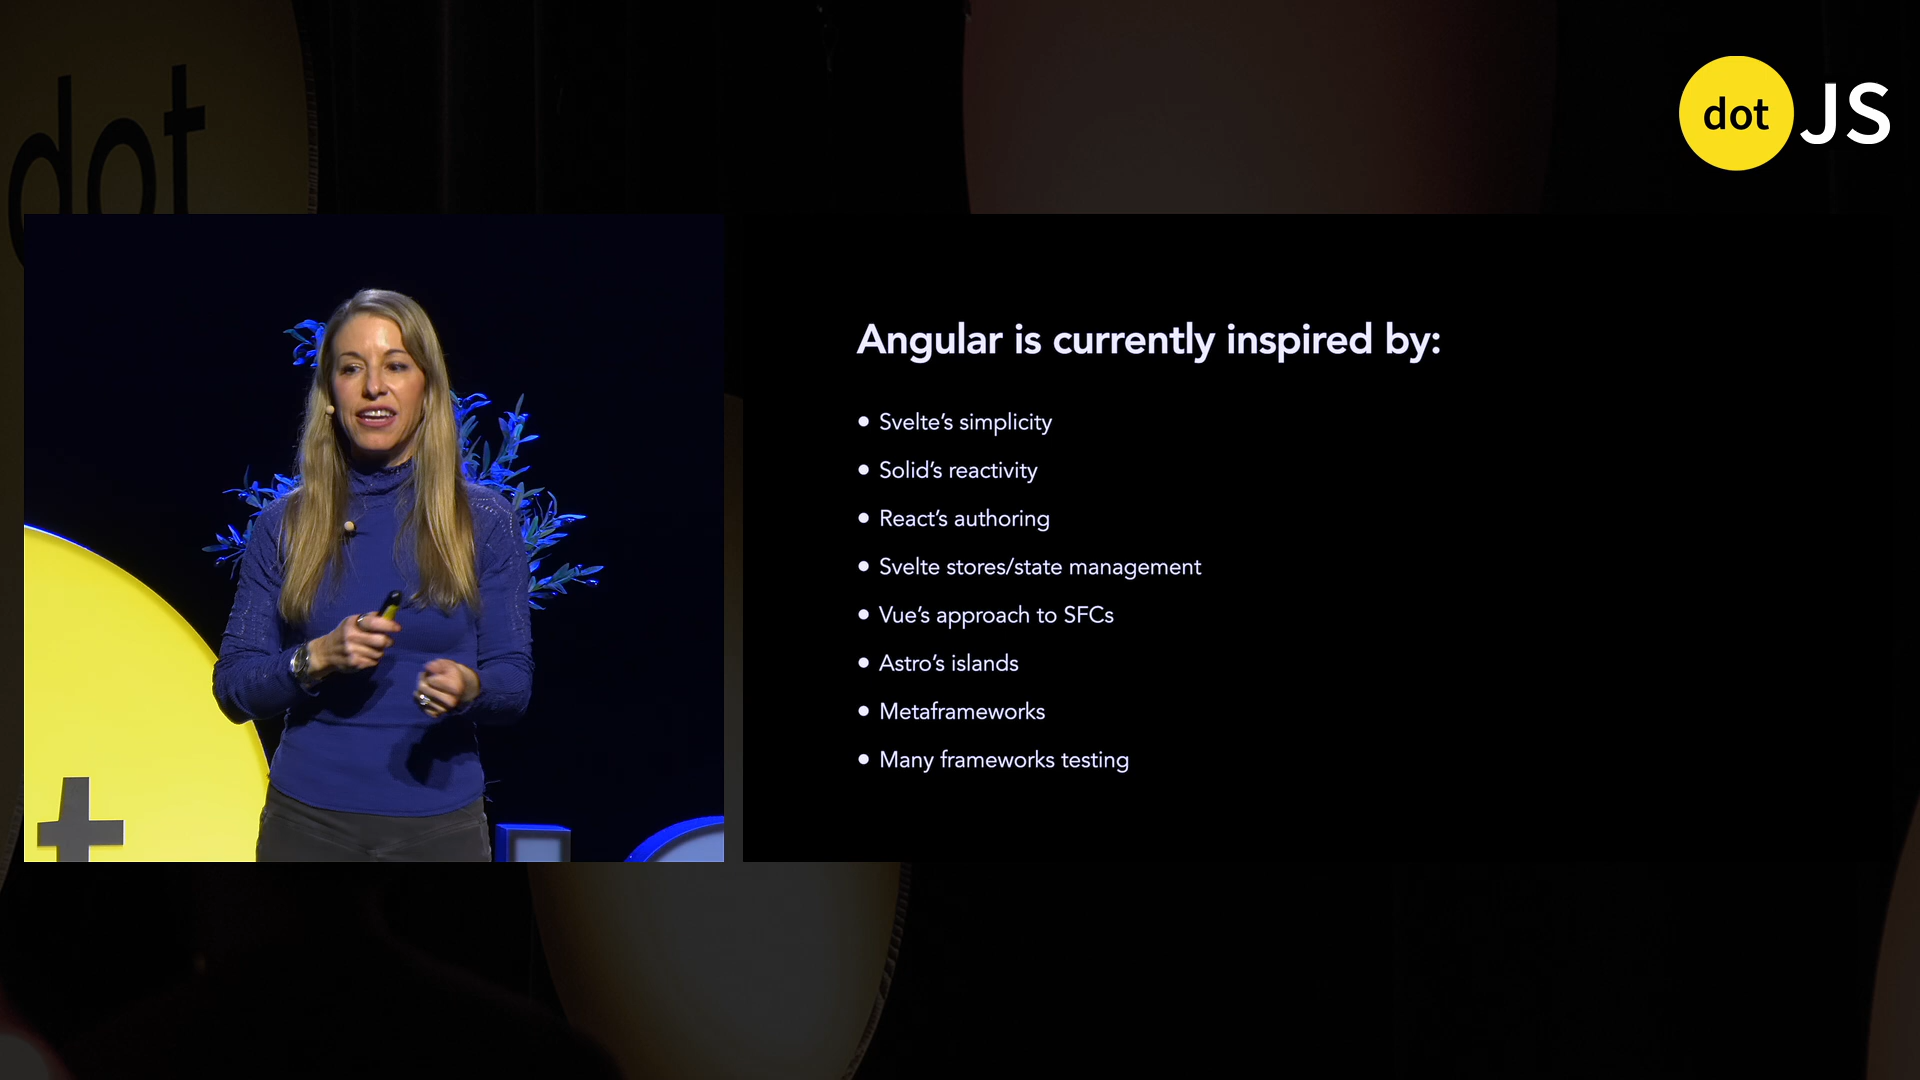 dot
dot JS
Angular is currently inspired by:
Svelte's simplicity
Solid's reactivity
React's authoring
Svelte stores/state management
Vue's approach to SFCs
Astro's islands
Metaframeworks
Many frameworks testing
t